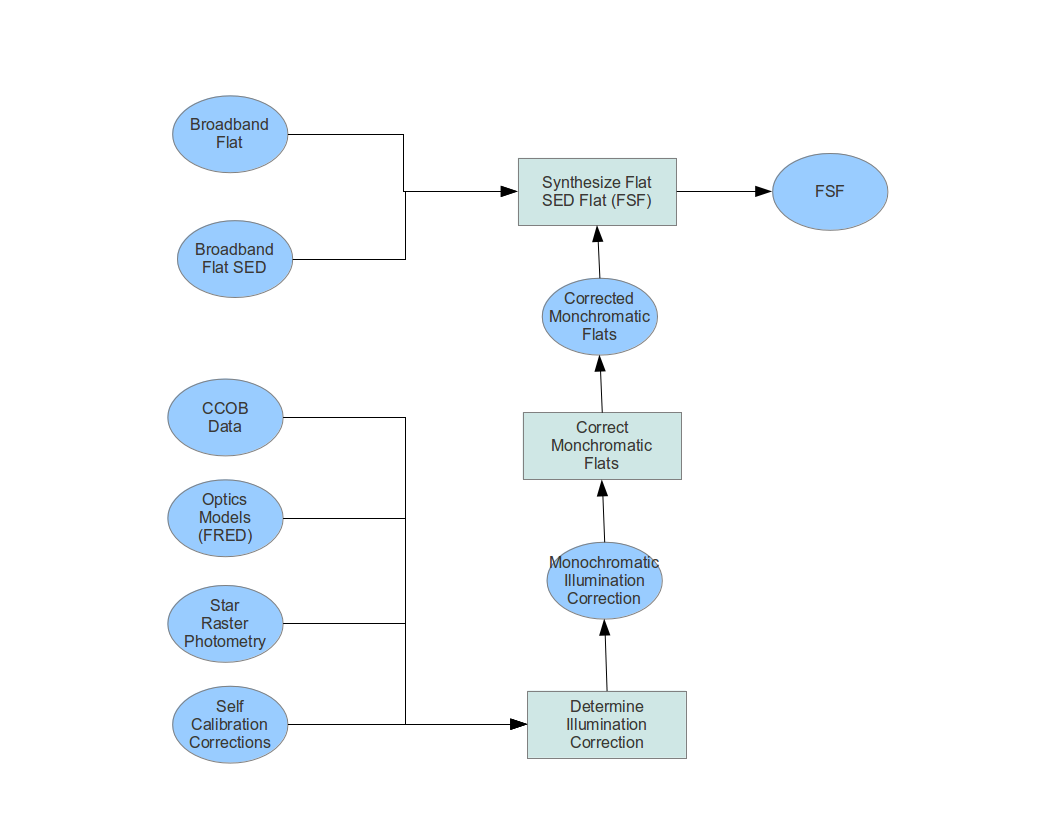 Broadband
Flat
Synthesize Flat
SED Flat (FSF)
FSF
Broadband
Flat SED
Corrected
Monchromatic
Flats
CCOB
Data
Correct
Monchromatic
Flats
Optics
Models
(FRED)
Monochromatic
Illumination
Correction
Star
Raster
Photometry
Self
Calibration
Corrections
Determine
Illumination
Correction